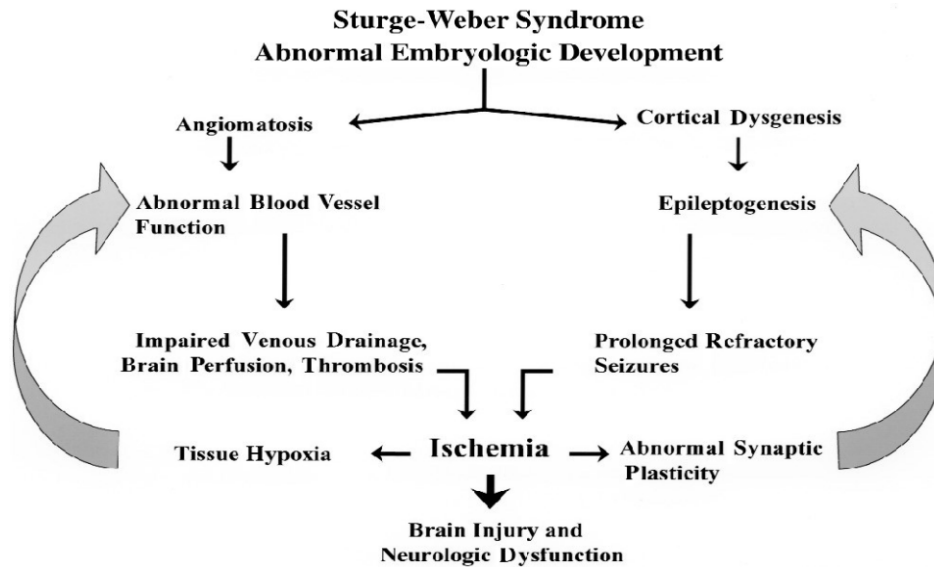 Sturge-Weber Syndrome
Abnormal Embryologic Development
Angiomatosis
Cortical Dysgenesis
Abnormal Blood Vessel
Function
Epileptogenesis
Impaired Venous Drainage,
Brain Perfusion, Thrombosis
Prolonged Refractory
Seizures
Tissue Hypoxia
Ischemia
Abnormal Synaptic
Plasticity
Brain Injury and
Neurologic Dysfunction